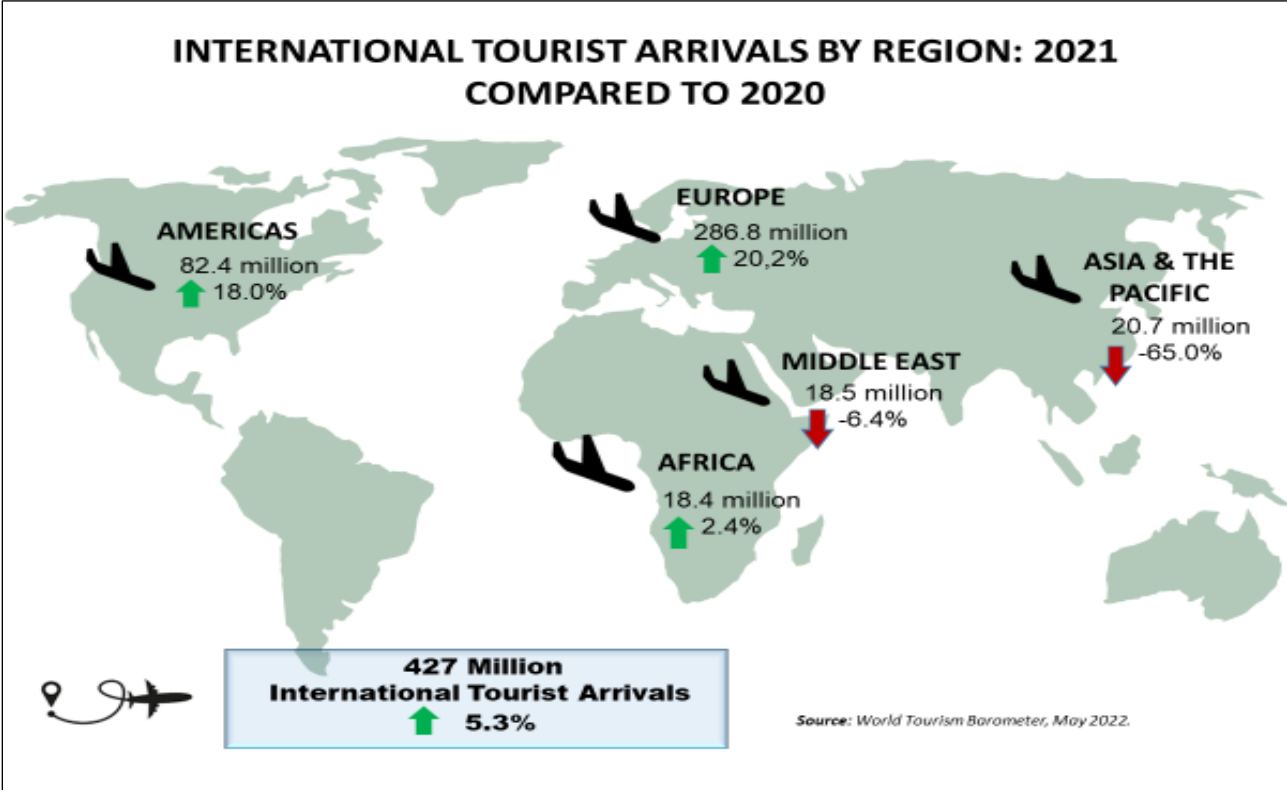 INTERNATIONAL TOURIST ARRIVALS BY REGION: 2021
COMPARED TO 2020
AMERICAS
82.4 million
18.0%
EUROPE
286.8 million
20,2%
ASIA & THE
PACIFIC
20.7 million
-65.0%
MIDDLE EAST
18.5 million
-6.4%
AFRICA
18.4 million
2.4%
427 Million
International Tourist Arrivals
5.3%
Source: World Tourism Barometer, May 2022.